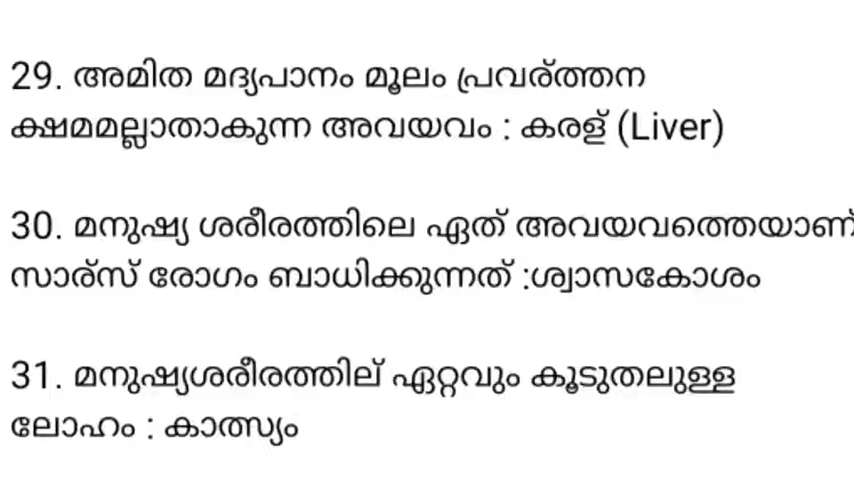 29. അമിത മദ്യപാനം മൂലം പ്രവര്ത്തന
ക്ഷമമല്ലാതാകുന്ന അവയവം : കരള് (Liver)
30. മനുഷ്യ ശരീരത്തിലെ ഏത് അവയവത്തെയാണ്
സാര്സ് രോഗം ബാധിക്കുന്നത് :ശ്വാസകോശം
31. മനുഷ്യശരീരത്തില് ഏറ്റവും കൂടുതലുള്ള
ലോഹം : കാത്സ്യം